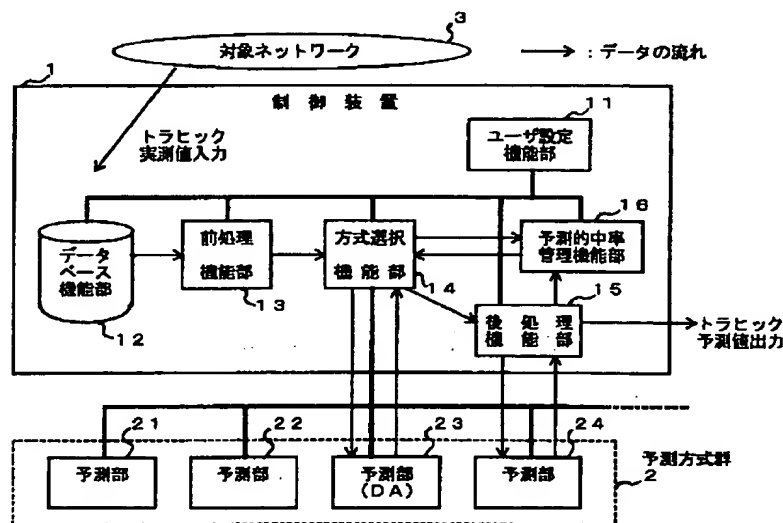 3
対象ネットワーク
→ : データの流れ
1
制御装置
11
ユーザ設定
機能部
トラヒック
実測値入力
16
データ
ベース
機能部
前処理
機能部
方式選択
機能部
予測的中率
管理機能部
12
13
14
15
後処理
機能部
トラヒック
予測値出力
21
22
23
24
予測部
予測部
予測部
(DA)
予測部
予測方式群
2